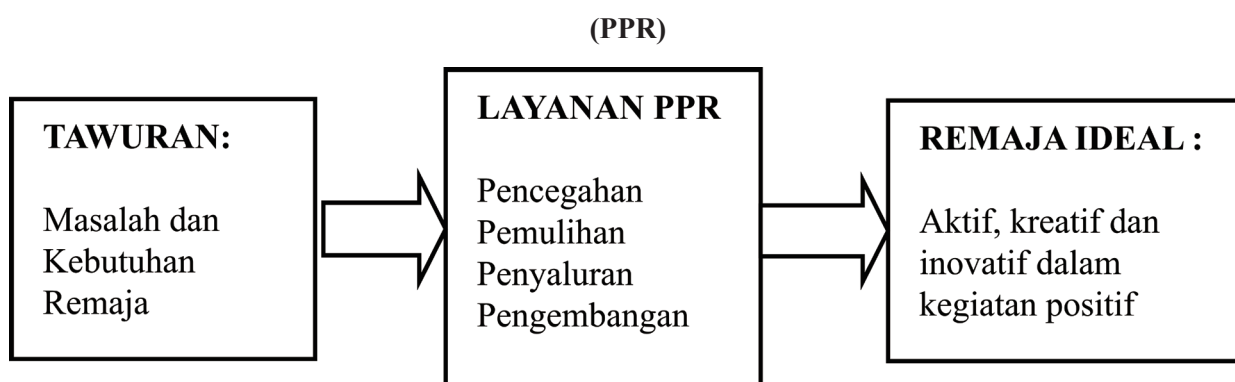 (PPR)
TAWURAN:
Masalah dan
Kebutuhan
Remaja
LAYANAN PPR
Pencegahan
Pemulihan
Penyaluran
Pengembangan
REMAJA IDEAL :
Aktif, kreatif dan
inovatif dalam
kegiatan positif